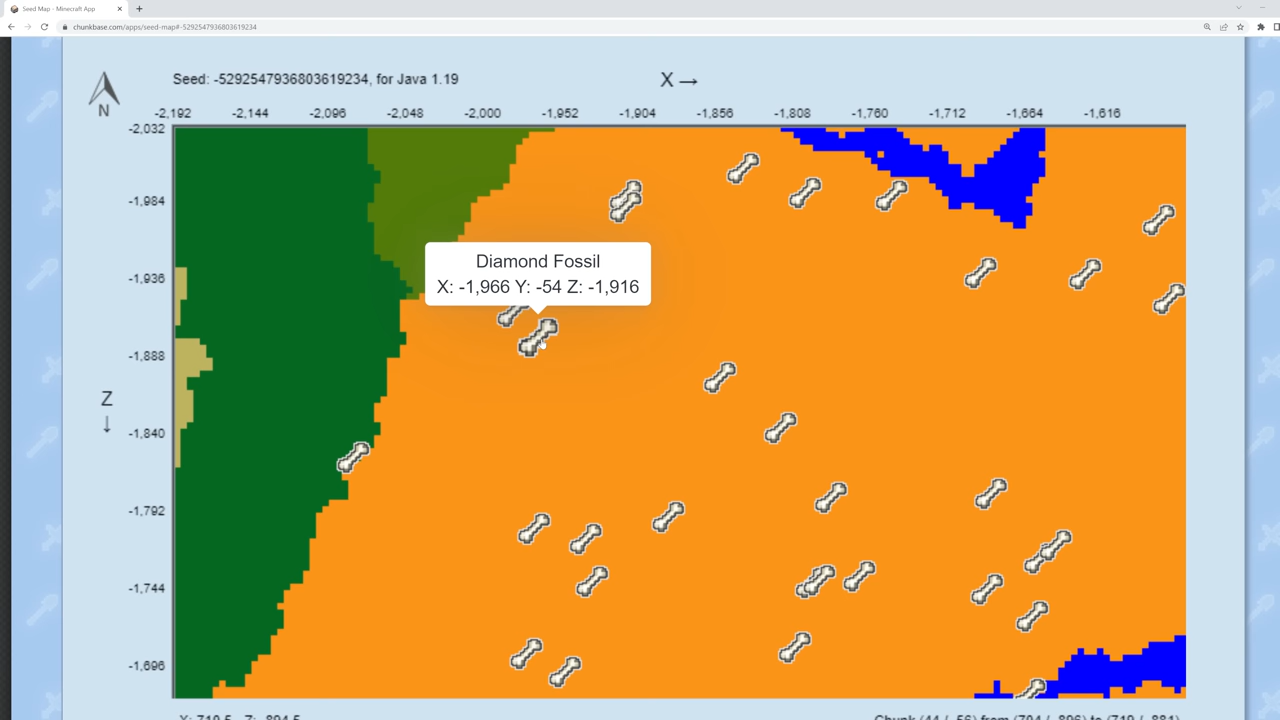 Seed Map - Minecraft App
chunkbase.com/apps/seed-map#-5292547936803619234
Seed: -5292547936803619234, for Java 1.19
X →
N
-2,192 -2,144 -2,096 -2,048 -2,000 -1,952 -1,904 -1,856 -1,808 -1,760 -1,712 -1,664 -1,616
-2,032
-1,984
Diamond Fossil
-1,936
X: -1,966 Y: -54 Z: -1,916
-1,888
Z
↓
-1,840
-1,792
-1,744
-1,696